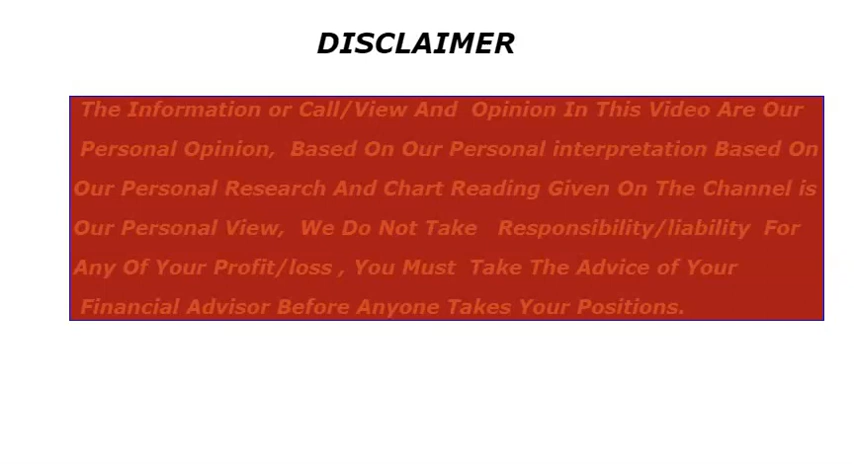 DISCLAIMER
The Information or Call/View And Opinion In This Video Are Our
Personal Opinion, Based On Our Personal interpretation Based On
Our Personal Research And Chart Reading Given On The Channel is
Our Personal View, We Do Not Take Responsibility/liability For
Any Of Your Profit/loss , You Must Take The Advice of Your
Financial Advisor Before Anyone Takes Your Positions.